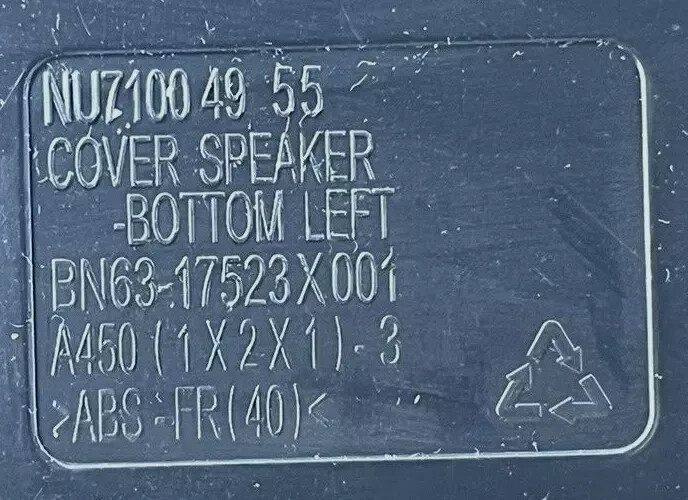 NU7100 49 55
COVER SPEAKER
-BOTTOM LEFT
BN63-17523X001
A450(1X2X1)-3
>ABS-FR(40)<